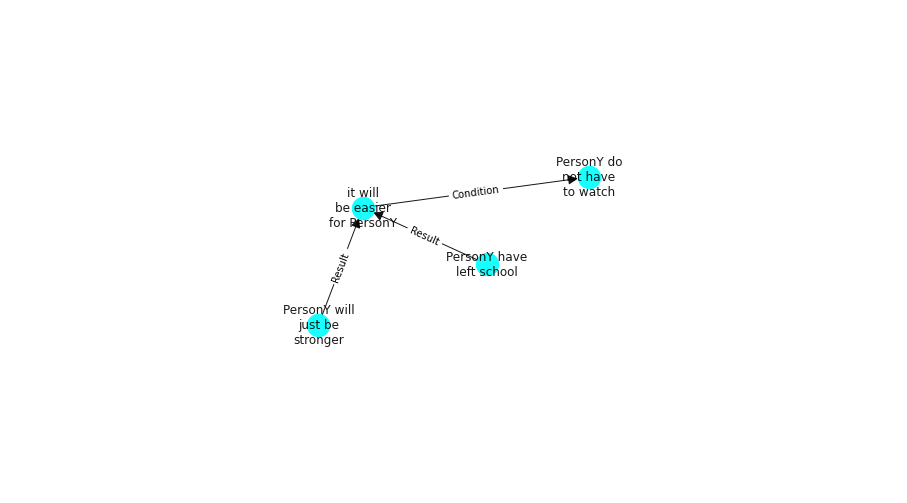 PersonY do
not have
to watch
it will
be easier
for PersonY
Condition
Result
PersonY have
left school
Result
PersonY will
just be
stronger